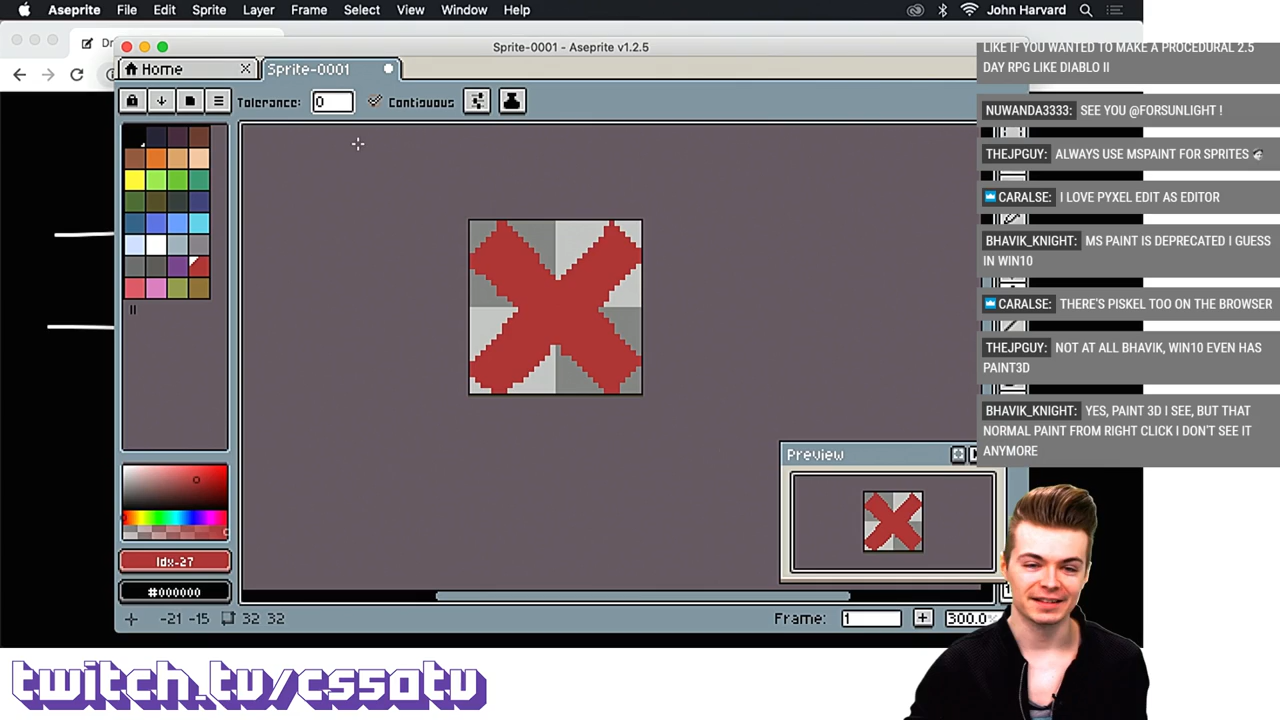 Aseprite File Edit Sprite Layer Frame Select View Window Help John Harvard
Sprite-0001 - Aseprite v1.2.5
Home Sprite-0001
Tolerance: 0 Contiguous
LIKE IF YOU WANTED TO MAKE A PROCEDURAL 2.5
DAY RPG LIKE DIABLO II
NUWANDA3333: SEE YOU @FORSUNLIGHT !
THEJPGUY: ALWAYS USE MSPAINT FOR SPRITES
CARALSE: I LOVE PYXEL EDIT AS EDITOR
BHAVIK_KNIGHT: MS PAINT IS DEPRECATED I GUESS
IN WIN10
CARALSE: THERE'S PISKEL TOO ON THE BROWSER
THEJPGUY: NOT AT ALL BHAVIK, WIN10 EVEN HAS
PAINT3D
BHAVIK_KNIGHT: YES, PAINT 3D I SEE, BUT THAT
NORMAL PAINT FROM RIGHT CLICK I DON'T SEE IT
ANYMORE
Preview
Idx-27
#000000
-21 -15 32 32 Frame: 1 300.0
twitch.tv/cs50tv